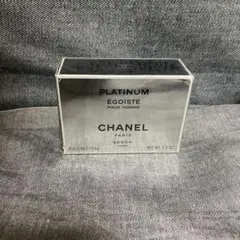 PLATINUM
ÉGOÏSTE
POUR HOMME
CHANEL
PARIS
SAVON